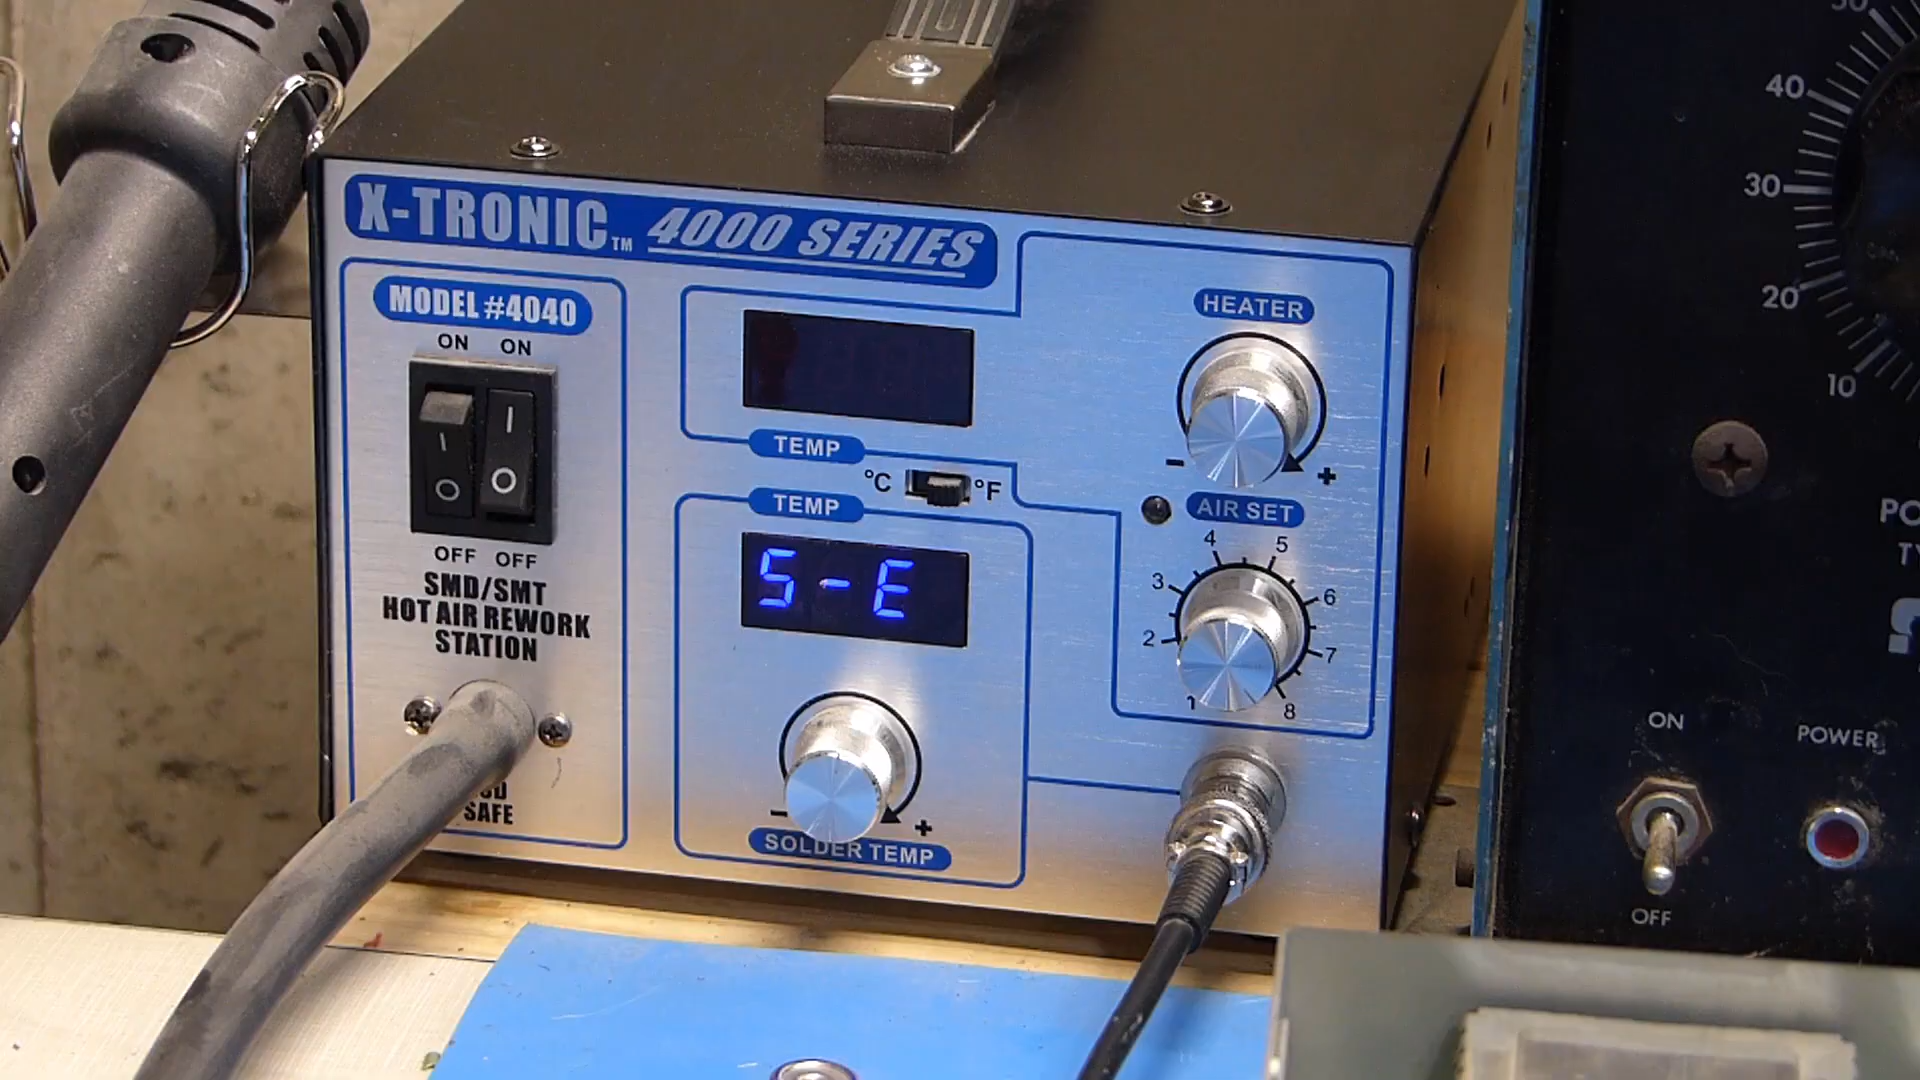 X-TRONIC™ 4000 SERIES
MODEL #4040
ON ON
I I
O O
OFF OFF
SMD/SMT
HOT AIR REWORK
STATION
SAFE
TEMP
°C °F
TEMP
S-E
- +
SOLDER TEMP
HEATER
- +
AIR SET
1 2 3 4 5 6 7 8
40
30
20
10
ON
OFF
POWER